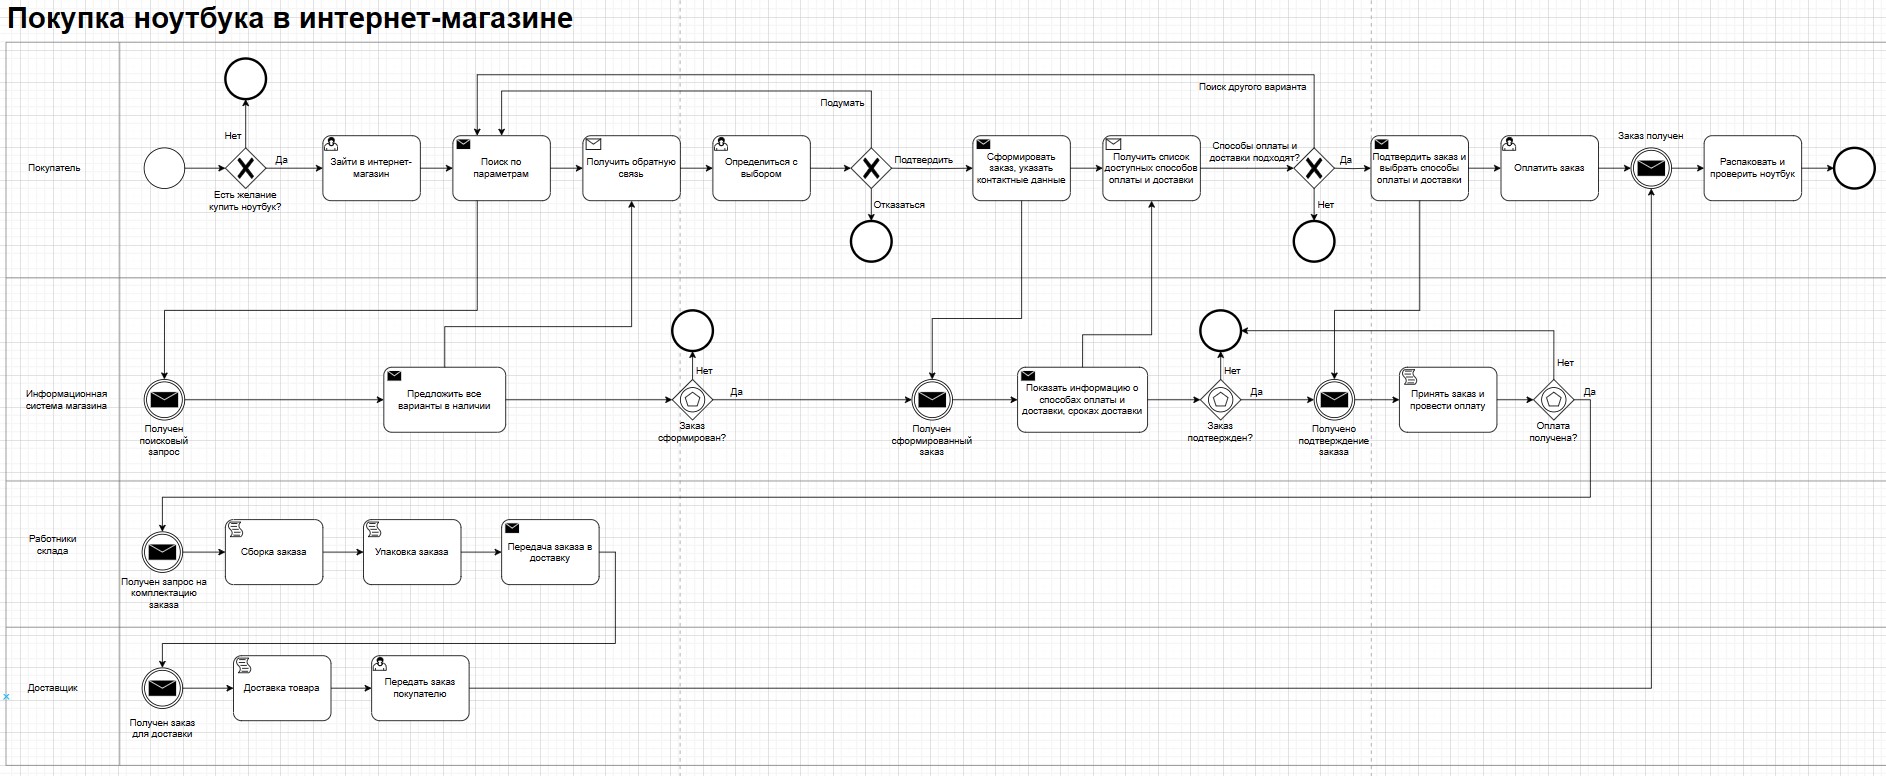 Покупка ноутбука в интернет-магазине
Покупатель
Нет
Да
Есть желание
купить ноутбук?
Зайти в интернет-
магазин
Поиск по
параметрам
Получить обратную
связь
Определиться с
выбором
Подумать
Подтвердить
Отказаться
Сформировать
заказ, указать
контактные данные
Получить список
доступных способов
оплаты и доставки
Поиск другого варианта
Способы оплаты и
доставки подходят?
Да
Нет
Подтвердить заказ и
выбрать способы
оплаты и доставки
Оплатить заказ
Заказ получен
Распаковать и
проверить ноутбук
Информационная
система магазина
Получен
поисковый
запрос
Предложить все
варианты в наличии
Нет
Да
Заказ
сформирован?
Получен
сформированный
заказ
Показать информацию о
способах оплаты и
доставки, сроках доставки
Нет
Да
Заказ
подтвержден?
Получено
подтверждение
заказа
Принять заказ и
провести оплату
Нет
Да
Оплата
получена?
Работники
склада
Получен запрос на
комплектацию
заказа
Сборка заказа
Упаковка заказа
Передача заказа в
доставку
Доставщик
Получен заказ
для доставки
Доставка товара
Передать заказ
покупателю